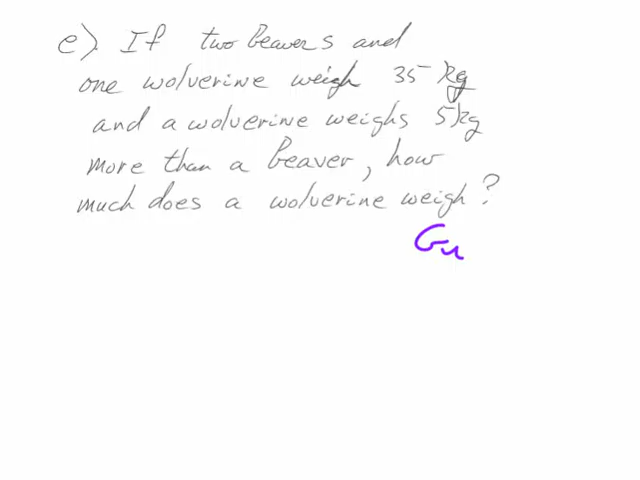 e). If two beavers and
one wolverine weigh 35 kg
and a wolverine weighs 5 kg
more than a beaver, how
much does a wolverine weigh?
Gu